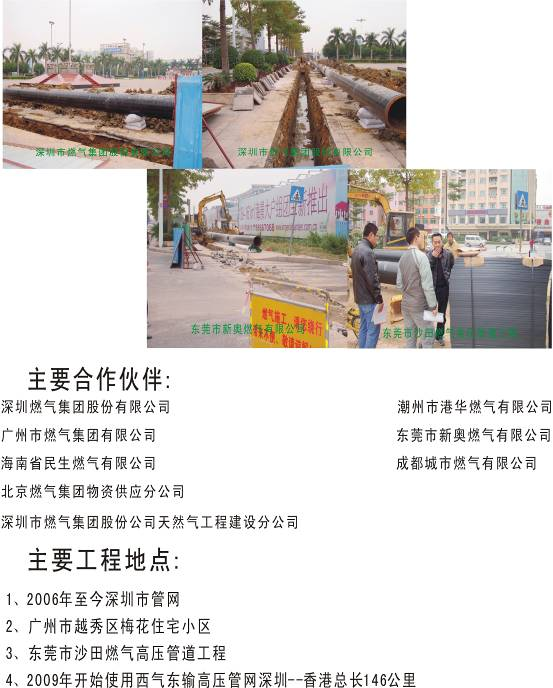 深圳市燃气集团股份有限公司
深圳市燃气集团股份有限公司
推出
东莞市新奥燃气有限公司
燃气施工
绕行
东莞市沙田燃气
主要合作伙伴:
深圳燃气集团股份有限公司
潮州市港华燃气有限公司
广州市燃气集团有限公司
东莞市新奥燃气有限公司
海南省民生燃气有限公司
成都城市燃气有限公司
北京燃气集团物资供应分公司
深圳市燃气集团股份公司天然气工程建设分公司
主要工程地点:
1、2006年至今深圳市管网
2、广州市越秀区梅花住宅小区
3、东莞市沙田燃气高压管道工程
4、2009年开始使用西气东输高压管网深圳--香港总长146公里